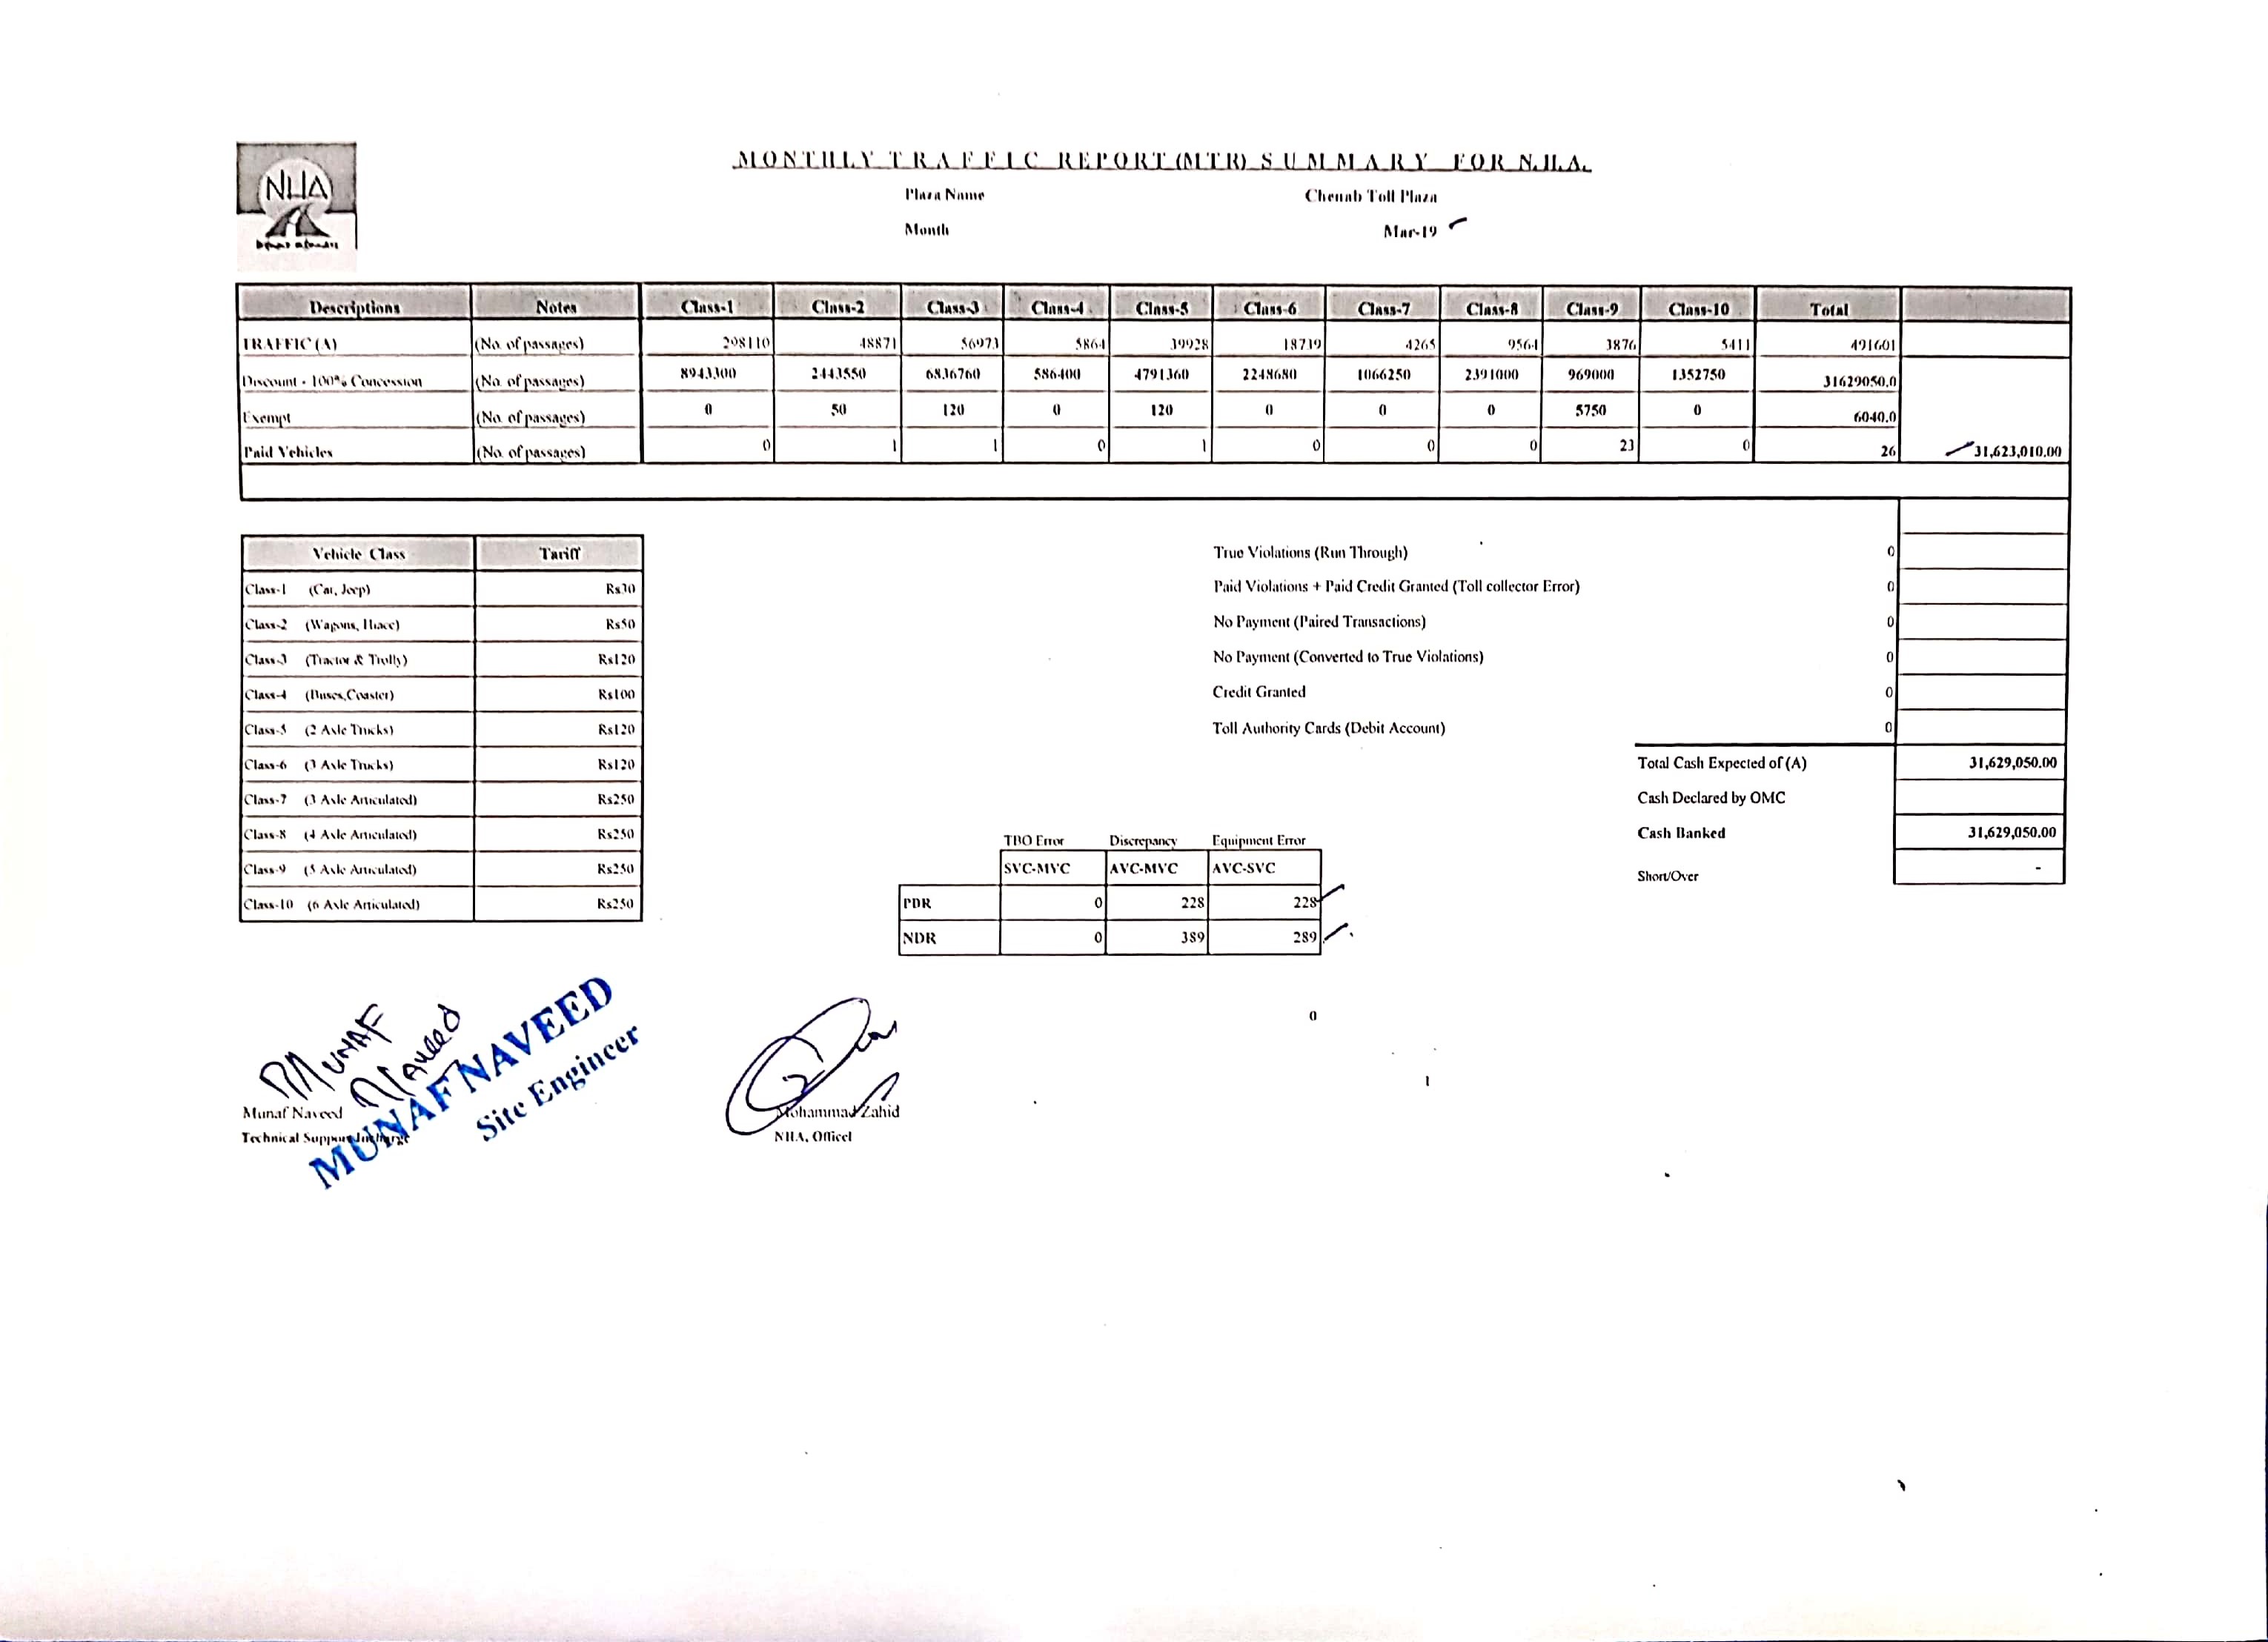 NHA
MONTHLY TRAFFIC REPORT (MTR) SUMMARY FOR N.H.A.
Plaza Name Chenab Toll Plaza
Month Mar-19
Descriptions Notes Class-1 Class-2 Class-3 Class-4 Class-5 Class-6 Class-7 Class-8 Class-9 Class-10 Total
TRAFFIC (A) (No. of passages) 298110 48871 56973 5864 39928 18739 4265 9564 3876 5411 491601
Discount - 100% Concession (No. of passages) 8943300 2443550 6836760 586400 4791360 2248680 1066250 2391000 969000 1352750 31629050.0
Exempt (No. of passages) 0 50 120 0 120 0 0 0 5750 0 6040.0
Paid Vehicles (No. of passages) 0 1 1 0 1 0 0 0 23 0 26 31,623,010.00
Vehicle Class Tariff
Class-1 (Car, Jeep) Rs30
Class-2 (Wagons, Hiace) Rs50
Class-3 (Tractor & Trolly) Rs120
Class-4 (Buses,Coaster) Rs100
Class-5 (2 Axle Trucks) Rs120
Class-6 (3 Axle Trucks) Rs120
Class-7 (3 Axle Articulated) Rs250
Class-8 (4 Axle Articulated) Rs250
Class-9 (5 Axle Articulated) Rs250
Class-10 (6 Axle Articulated) Rs250
True Violations (Run Through) 0
Paid Violations + Paid Credit Granted (Toll collector Error) 0
No Payment (Paired Transactions) 0
No Payment (Converted to True Violations) 0
Credit Granted 0
Toll Authority Cards (Debit Account) 0
Total Cash Expected of (A) 31,629,050.00
Cash Declared by OMC
Cash Banked 31,629,050.00
Short/Over -
TBO Error Discrepancy Equipment Error
SVC-MVC AVC-MVC AVC-SVC
PDR 0 228 228
NDR 0 389 289
0
1
Munaf
Naveed
MUNAF NAVEED
Site Engineer
Munaf Naveed
Technical Support Incharge
Mohammad Zahid
NHA, Officel